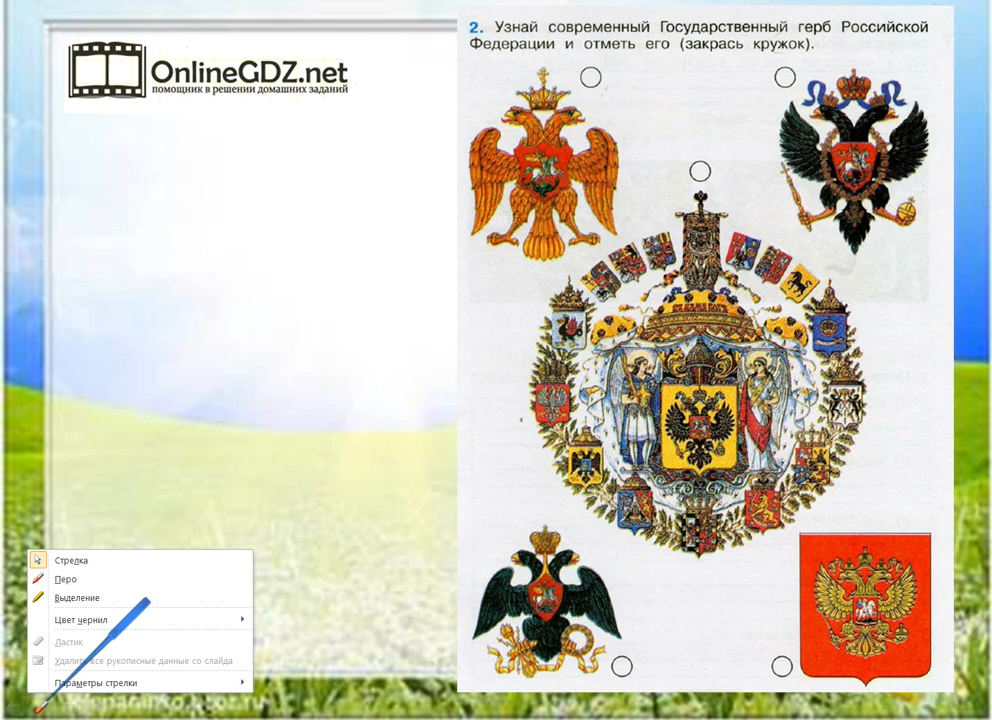 OnlineGDZ.net
помощник в решении домашних заданий
2. Узнай современный Государственный герб Российской
Федерации и отметь его (закрась кружок).
Стрелка
Перо
Выделение
Цвет чернил
Ластик
Удалить все рукописные данные со слайда
Параметры стрелки